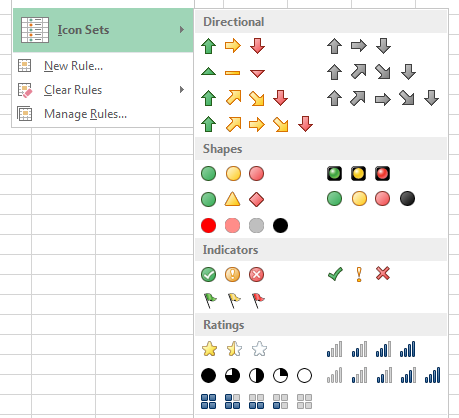 Directional
Icon Sets
New Rule...
Clear Rules
Manage Rules...
Shapes
Indicators
Ratings